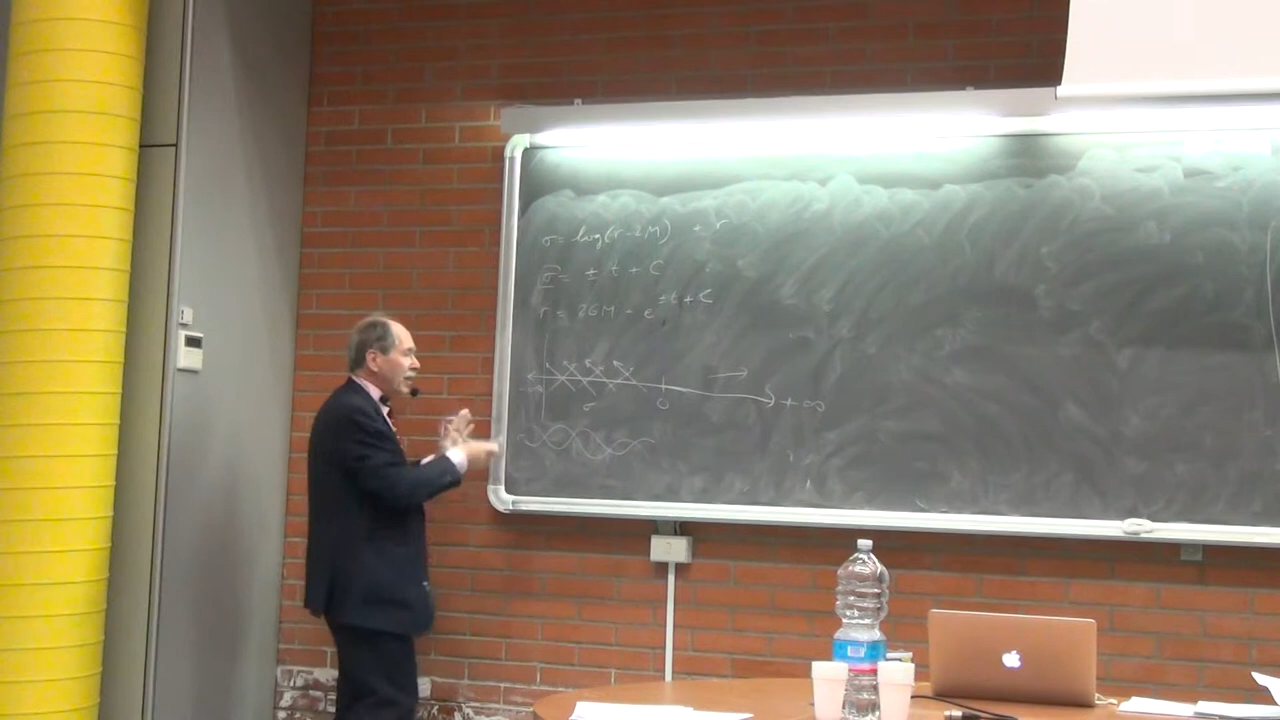 σ = log(r-2M) + r
σ = ± t + C
r = 2GM + e^{±t+C}
-∞ σ 0 +∞